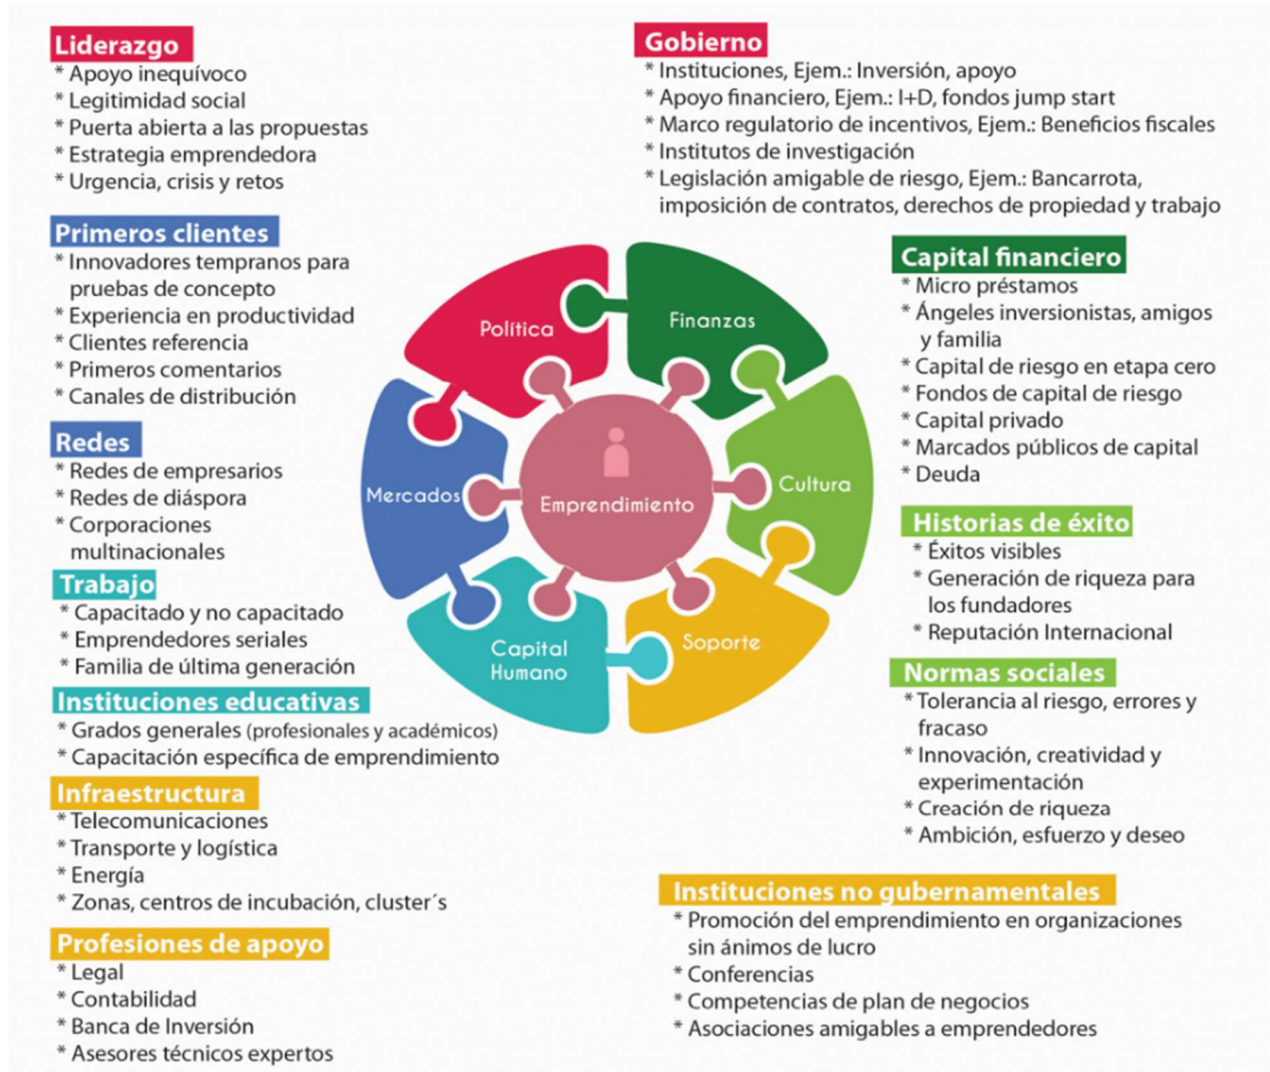 Liderazgo
* Apoyo inequívoco
* Legitimidad social
* Puerta abierta a las propuestas
* Estrategia emprendedora
* Urgencia, crisis y retos
Gobierno
* Instituciones, Ejem.: Inversión, apoyo
* Apoyo financiero, Ejem.: I+D, fondos jump start
* Marco regulatorio de incentivos, Ejem.: Beneficios fiscales
* Institutos de investigación
* Legislación amigable de riesgo, Ejem.: Bancarrota,
imposición de contratos, derechos de propiedad y trabajo
Primeros clientes
* Innovadores tempranos para
pruebas de concepto
* Experiencia en productividad
* Clientes referencia
* Primeros comentarios
* Canales de distribución
Redes
* Redes de empresarios
* Redes de diáspora
* Corporaciones
multinacionales
Trabajo
* Capacitado y no capacitado
* Emprendedores seriales
* Familia de última generación
Instituciones educativas
* Grados generales (profesionales y académicos)
* Capacitación específica de emprendimiento
Infraestructura
* Telecomunicaciones
* Transporte y logística
* Energía
* Zonas, centros de incubación, cluster´s
Profesiones de apoyo
* Legal
* Contabilidad
* Banca de Inversión
* Asesores técnicos expertos
Política
Finanzas
Mercados
Emprendimiento
Cultura
Capital
Humano
Soporte
Capital financiero
* Micro préstamos
* Ángeles inversionistas, amigos
y familia
* Capital de riesgo en etapa cero
* Fondos de capital de riesgo
* Capital privado
* Marcados públicos de capital
* Deuda
Historias de éxito
* Éxitos visibles
* Generación de riqueza para
los fundadores
* Reputación Internacional
Normas sociales
* Tolerancia al riesgo, errores y
fracaso
* Innovación, creatividad y
experimentación
* Creación de riqueza
* Ambición, esfuerzo y deseo
Instituciones no gubernamentales
* Promoción del emprendimiento en organizaciones
sin ánimos de lucro
* Conferencias
* Competencias de plan de negocios
* Asociaciones amigables a emprendedores